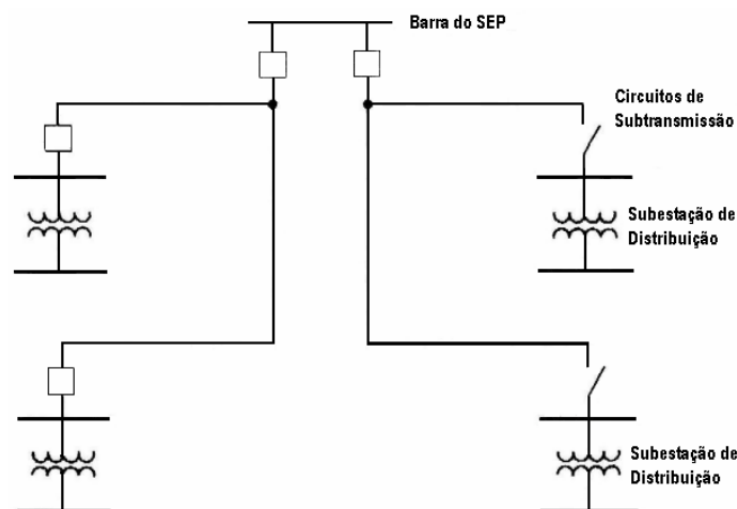 Barra do SEP
Circuitos de
Subtransmissão
Subestação de
Distribuição
Subestação de
Distribuição